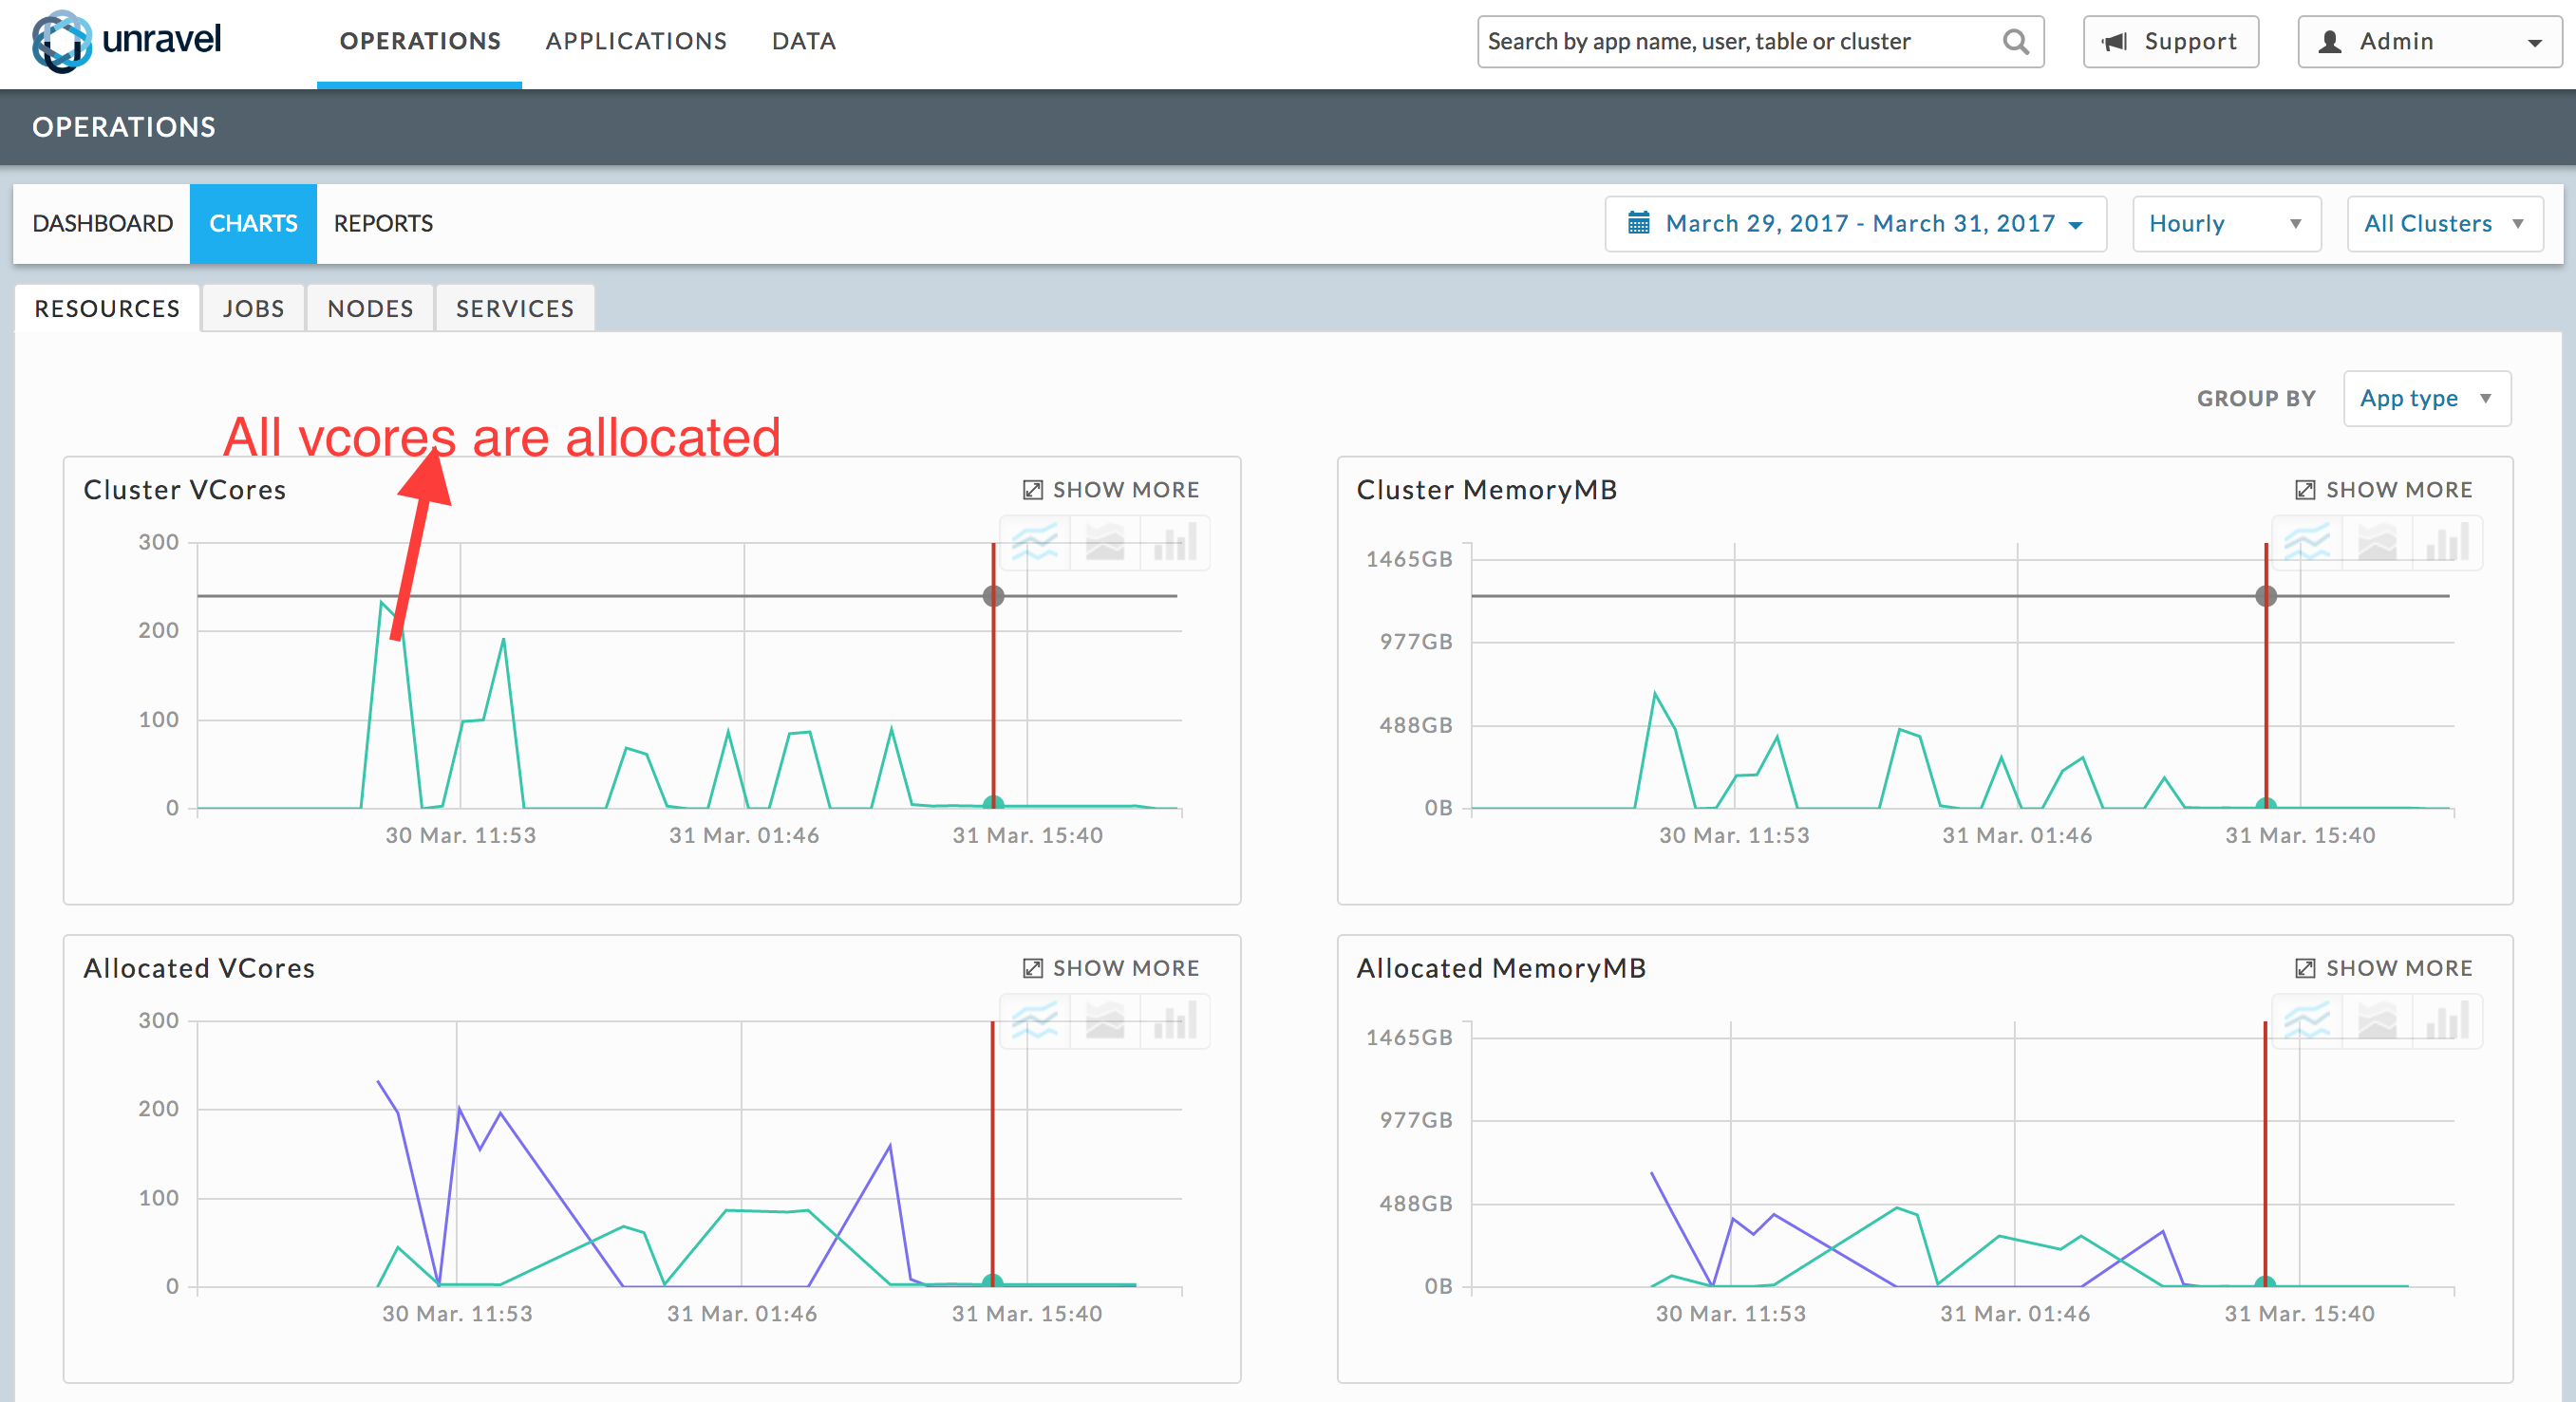 unravel
OPERATIONS APPLICATIONS DATA
Search by app name, user, table or cluster
Support
Admin
OPERATIONS
DASHBOARD CHARTS REPORTS
March 29, 2017 - March 31, 2017
Hourly
All Clusters
RESOURCES JOBS NODES SERVICES
GROUP BY App type
All vcores are allocated
Cluster VCores
SHOW MORE
300
200
100
0
30 Mar. 11:53 31 Mar. 01:46 31 Mar. 15:40
Cluster MemoryMB
SHOW MORE
1465GB
977GB
488GB
0B
30 Mar. 11:53 31 Mar. 01:46 31 Mar. 15:40
Allocated VCores
SHOW MORE
300
200
100
0
30 Mar. 11:53 31 Mar. 01:46 31 Mar. 15:40
Allocated MemoryMB
SHOW MORE
1465GB
977GB
488GB
0B
30 Mar. 11:53 31 Mar. 01:46 31 Mar. 15:40